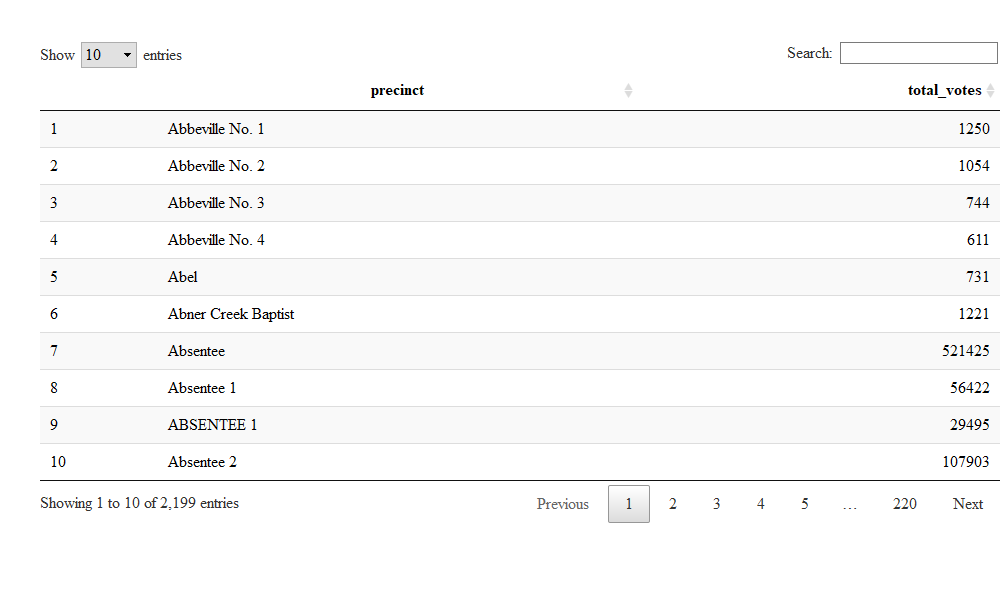 Show 10 entries Search:
precinct total_votes
1 Abbeville No. 1 1250
2 Abbeville No. 2 1054
3 Abbeville No. 3 744
4 Abbeville No. 4 611
5 Abel 731
6 Abner Creek Baptist 1221
7 Absentee 521425
8 Absentee 1 56422
9 ABSENTEE 1 29495
10 Absentee 2 107903
Showing 1 to 10 of 2,199 entries Previous 1 2 3 4 5 … 220 Next